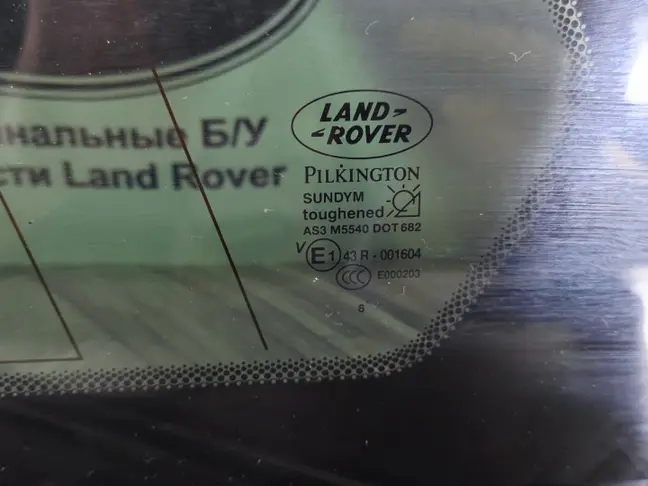 LAND
ROVER
PILKINGTON
SUNDYM
toughened
AS3 M5540 DOT 682
V E1 43 R - 001604
CCC E000203
6
нальные Б/У
сти Land Rover